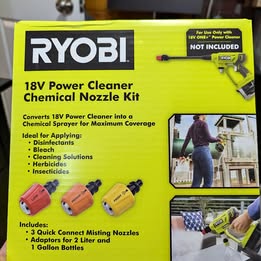 RYOBI
For Use Only with
18V ONE+™ Power Cleaner
NOT INCLUDED
18V Power Cleaner
Chemical Nozzle Kit
Converts 18V Power Cleaner into a
Chemical Sprayer for Maximum Coverage
Ideal for Applying:
• Disinfectants
• Bleach
• Cleaning Solutions
• Herbicides
• Insecticides
Includes:
• 3 Quick Connect Misting Nozzles
• Adaptors for 2 Liter and
1 Gallon Bottles